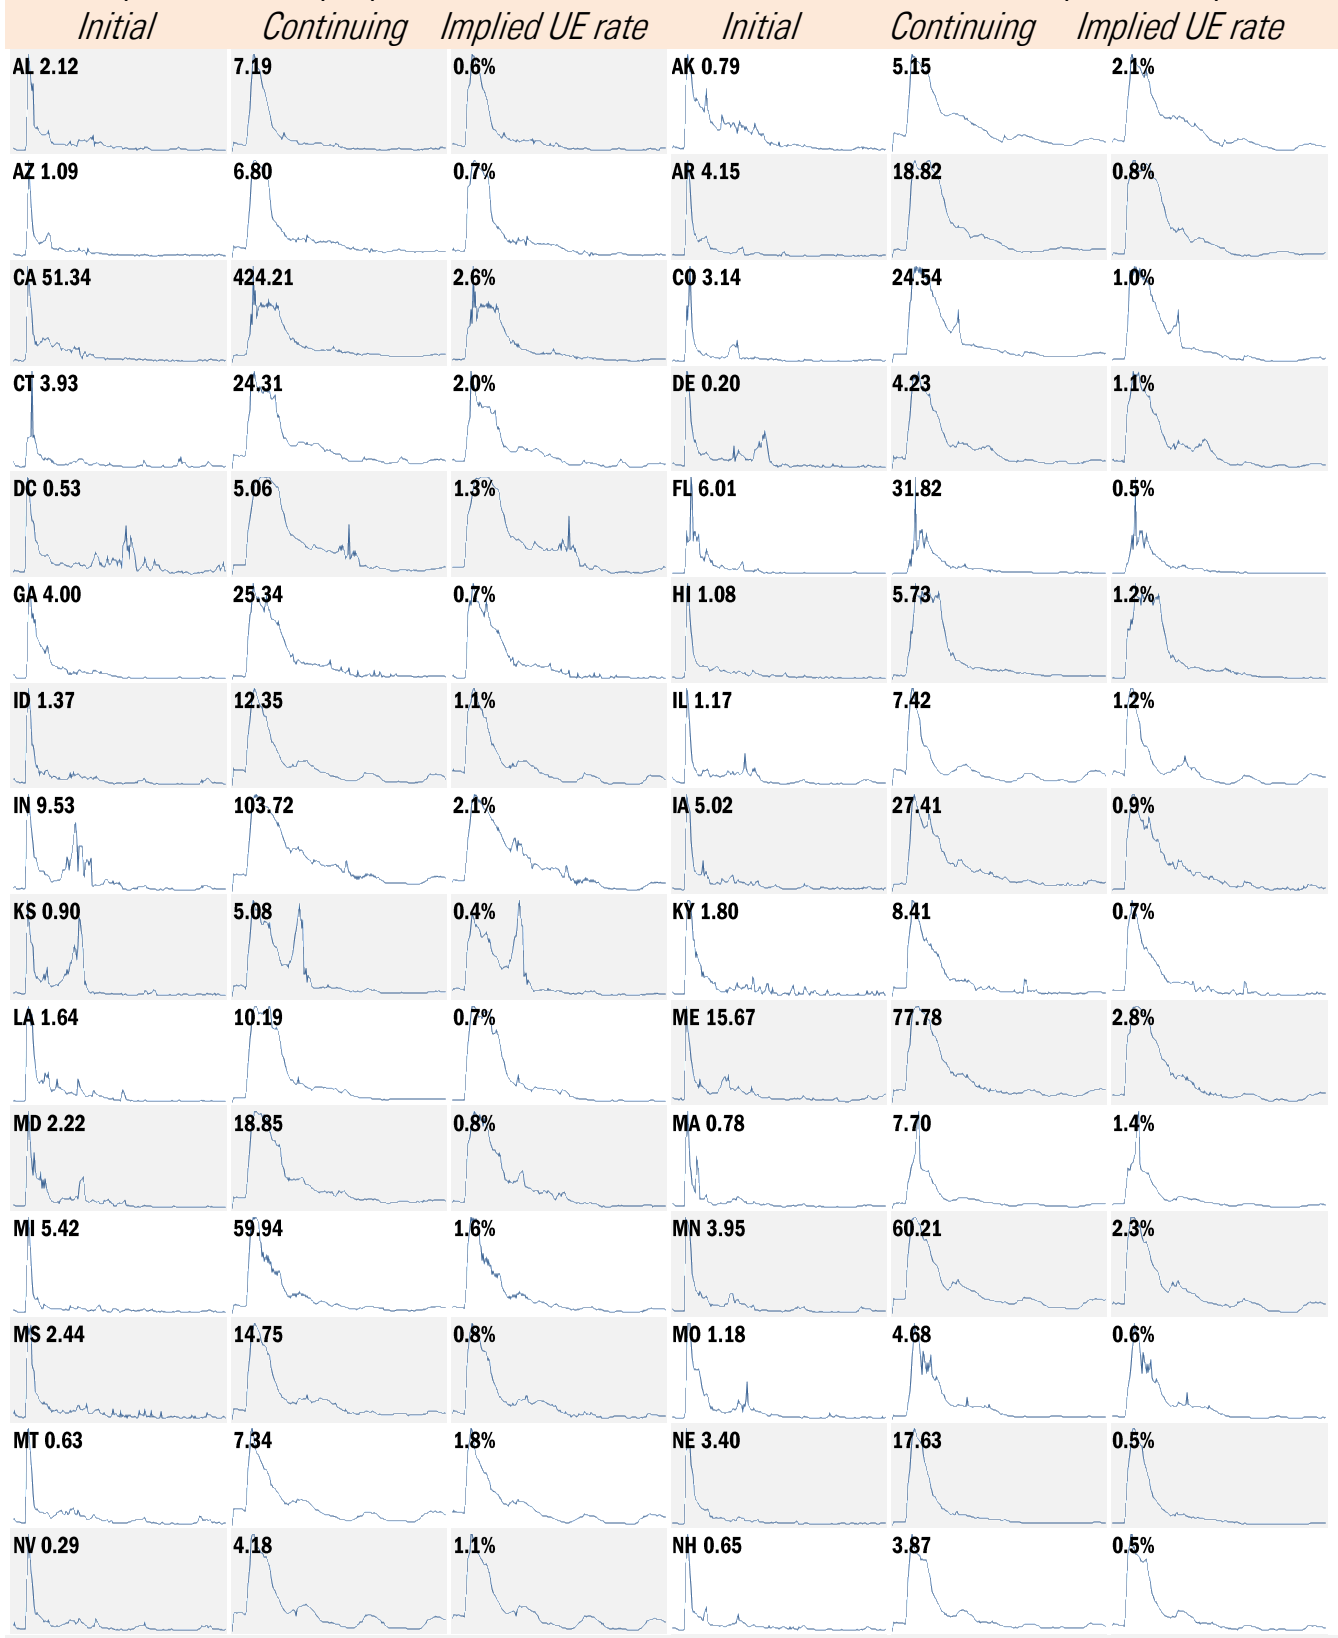 Initial Continuing Implied UE rate Initial Continuing Implied UE rate
AL 2.12 7.19 0.6% AK 0.79 5.15 2.1%
AZ 1.09 6.80 0.7% AR 4.15 18.82 0.8%
CA 51.34 424.21 2.6% CO 3.14 24.54 1.0%
CT 3.93 24.31 2.0% DE 0.20 4.23 1.1%
DC 0.53 5.06 1.3% FL 6.01 31.82 0.5%
GA 4.00 25.34 0.7% HI 1.08 5.73 1.2%
ID 1.37 12.35 1.1% IL 1.17 7.42 1.2%
IN 9.53 103.72 2.1% IA 5.02 27.41 0.9%
KS 0.90 5.08 0.4% KY 1.80 8.41 0.7%
LA 1.64 10.19 0.7% ME 15.67 77.78 2.8%
MD 2.22 18.85 0.8% MA 0.78 7.70 1.4%
MI 5.42 59.94 1.6% MN 3.95 60.21 2.3%
MS 2.44 14.75 0.8% MO 1.18 4.68 0.6%
MT 0.63 7.34 1.8% NE 3.40 17.63 0.5%
NV 0.29 4.18 1.1% NH 0.65 3.87 0.5%